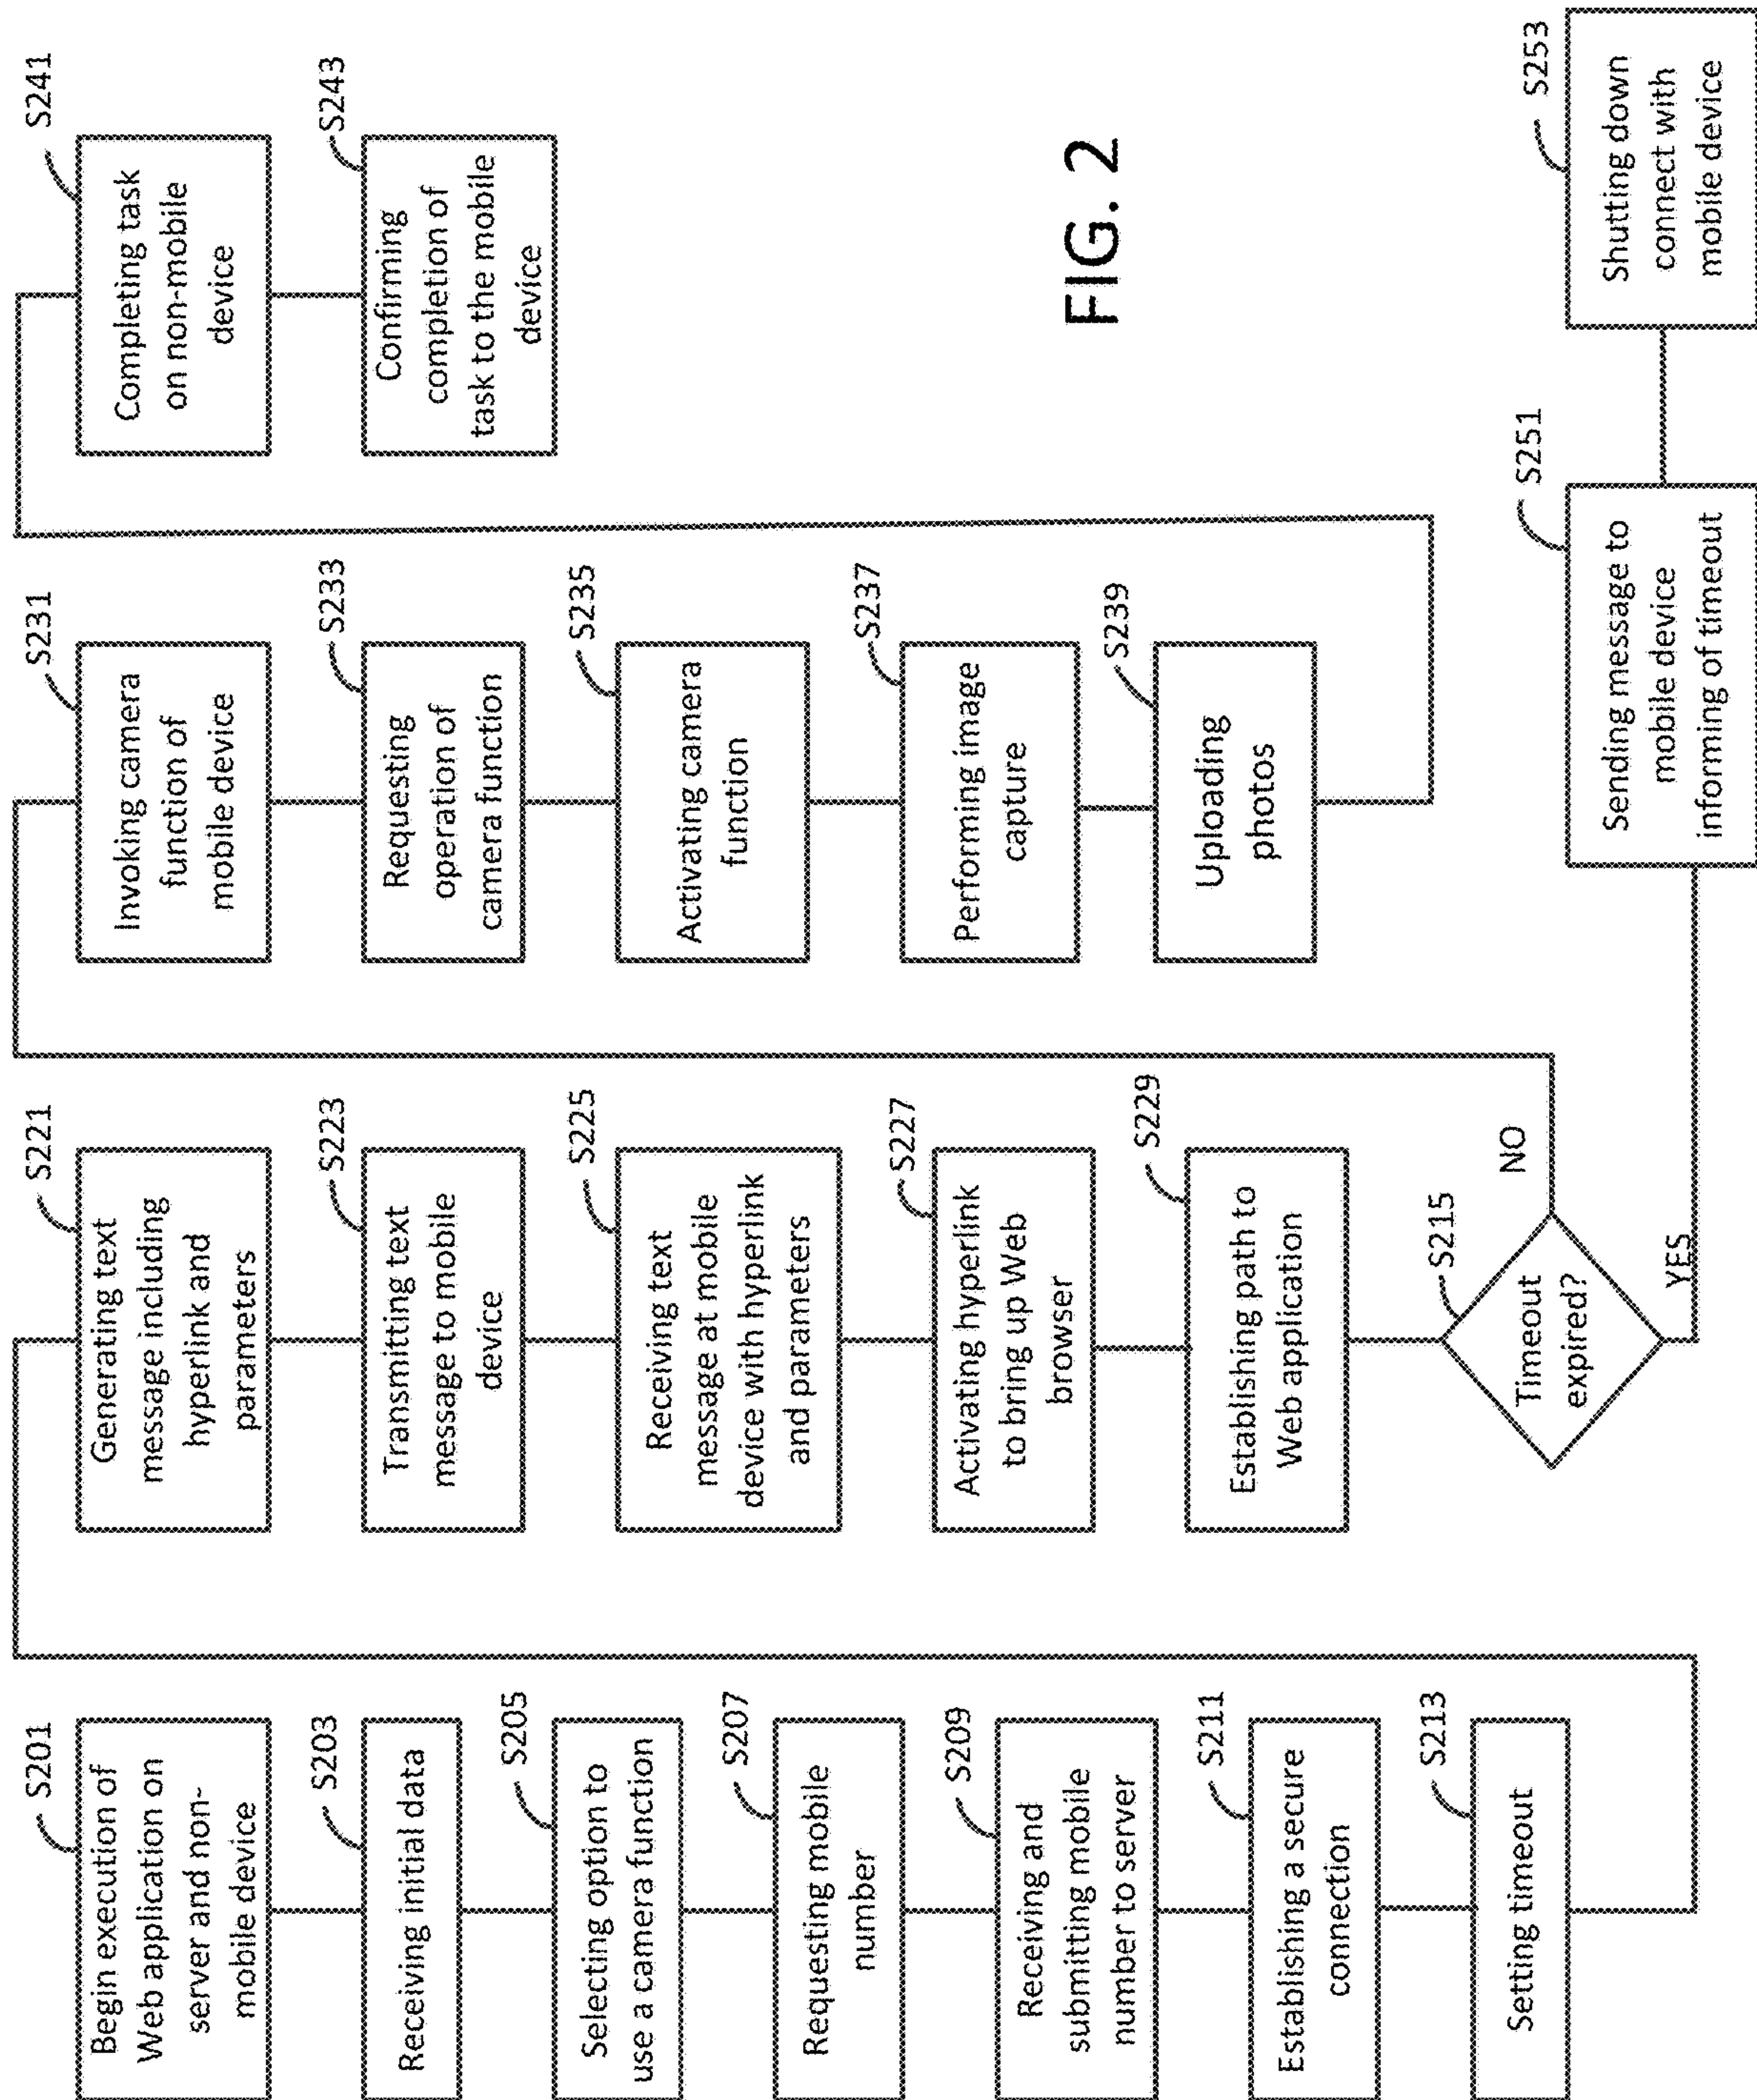 S201
Begin execution of
Web application on
server and non-
mobile device
S203
Receiving initial data
S205
Selecting option to
use a camera function
S207
Requesting mobile
number
S209
Receiving and
submitting mobile
number to server
S211
Establishing a secure
connection
S213
Setting timeout
S221
Generating text
message including
hyperlink and
parameters
S223
Transmitting text
message to mobile
device
S225
Receiving text
message at mobile
device with hyperlink
and parameters
S227
Activating hyperlink
to bring up Web
browser
S229
Establishing path to
Web application
S215
Timeout
expired?
NO
YES
S231
Invoking camera
function of
mobile device
S233
Requesting
operation of
camera function
S235
Activating camera
function
S237
Performing image
capture
S239
Uploading
photos
S241
Completing task
on non-mobile
device
S243
Confirming
completion of
task to the mobile
device
S251
Sending message to
mobile device
informing of timeout
S253
Shutting down
connect with
mobile device
FIG. 2